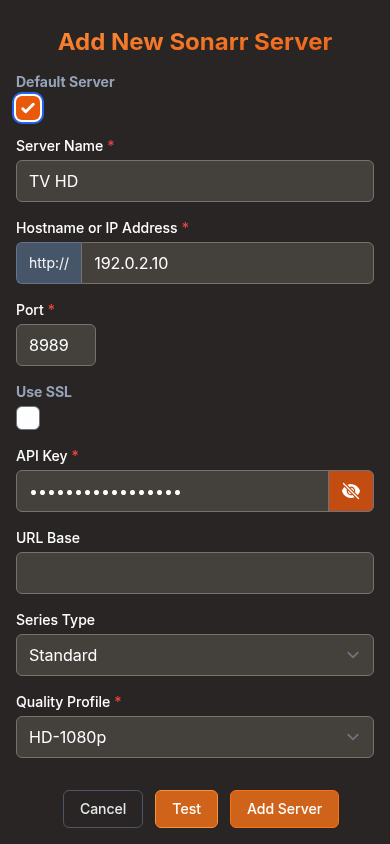 Add New Sonarr Server
Default Server
Server Name *
TV HD
Hostname or IP Address *
http:// 192.0.2.10
Port *
8989
Use SSL
API Key *
•••••••••••••••••
URL Base
Series Type
Standard
Quality Profile *
HD-1080p
Cancel Test Add Server